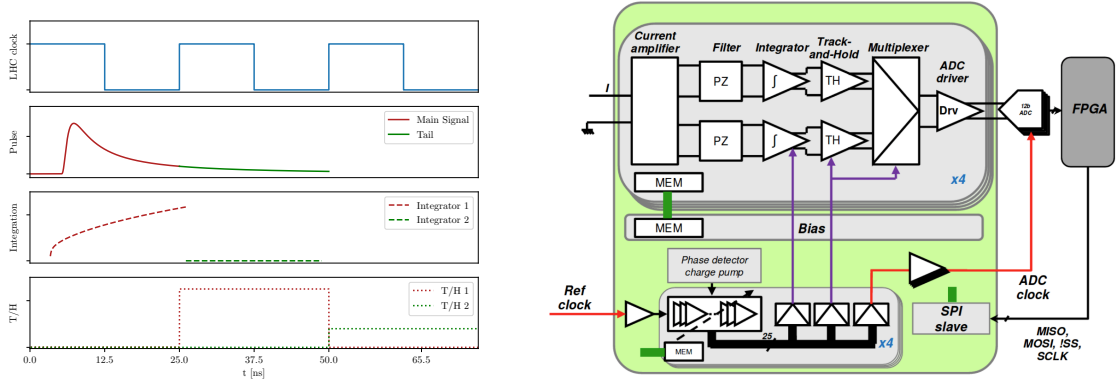 LHC clock
Pulse
Main Signal
Tail
Integration
Integrator 1
Integrator 2
T/H
T/H 1
T/H 2
0.0 12.5 25.0 37.5 50.0 65.5
t [ns]
Current
amplifier
Filter
Integrator
Track-
and-Hold
Multiplexer
ADC
driver
I
PZ
∫
TH
Drv
12b
ADC
FPGA
PZ
∫
TH
MEM
x4
MEM
Bias
Phase detector
charge pump
Ref
clock
ADC
clock
25
MEM
x4
SPI
slave
MISO,
MOSI, !SS,
SCLK